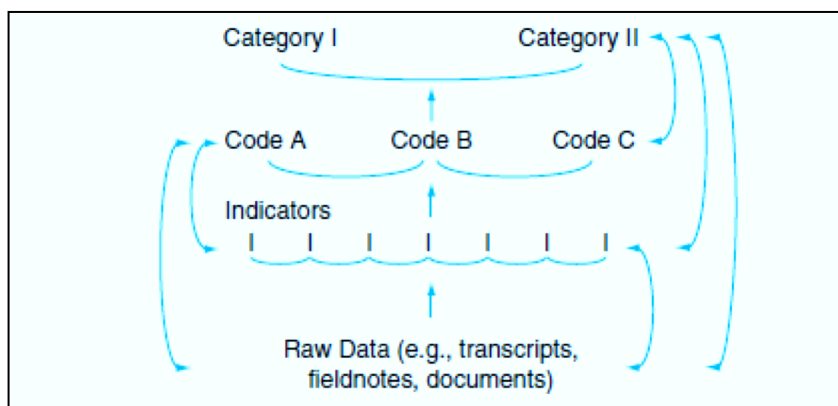 Category I Category II
Code A Code B Code C
Indicators
I I I I I I I
Raw Data (e.g., transcripts,
fieldnotes, documents)